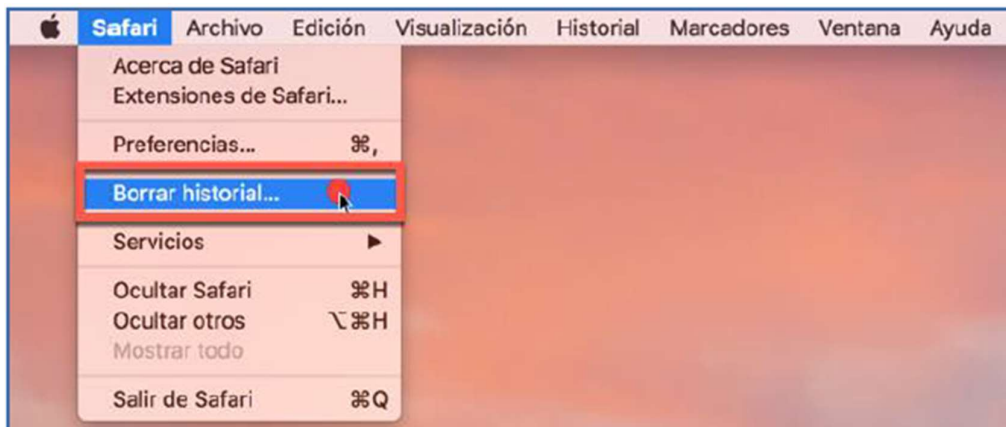 Safari Archivo Edición Visualización Historial Marcadores Ventana Ayuda
Acerca de Safari
Extensiones de Safari...
Preferencias... ⌘,
Borrar historial...
Servicios ▶
Ocultar Safari ⌘H
Ocultar otros ⌥⌘H
Mostrar todo
Salir de Safari ⌘Q